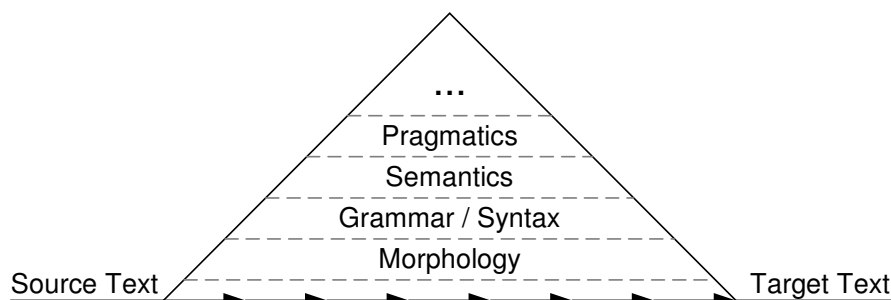 ...
Pragmatics
Semantics
Grammar / Syntax
Morphology
Source Text
Target Text